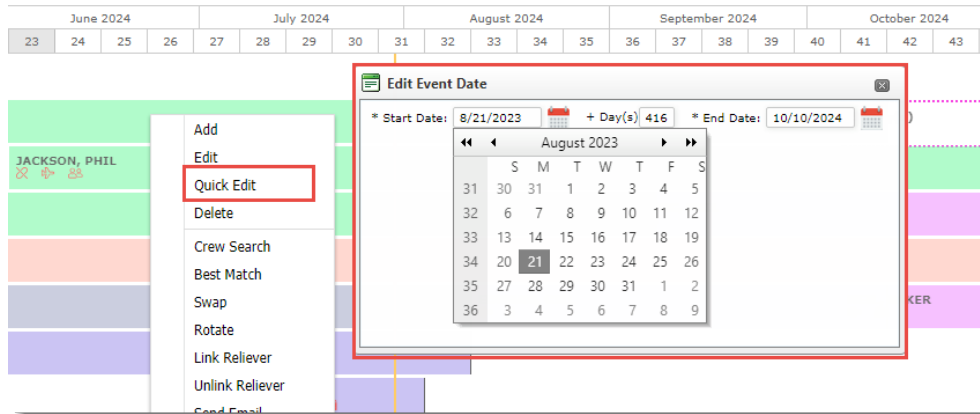 June 2024 July 2024 August 2024 September 2024 October 2024
23 24 25 26 27 28 29 30 31 32 33 34 35 36 37 38 39 40 41 42 43
Edit Event Date
* Start Date: 8/21/2023 + Day(s) 416 * End Date: 10/10/2024
August 2023
S M T W T F S
31 30 31 1 2 3 4 5
32 6 7 8 9 10 11 12
33 13 14 15 16 17 18 19
34 20 21 22 23 24 25 26
35 27 28 29 30 31 1 2
36 3 4 5 6 7 8 9
JACKSON, PHIL
Add
Edit
Quick Edit
Delete
Crew Search
Best Match
Swap
Rotate
Link Reliever
Unlink Reliever
Send Email
KER